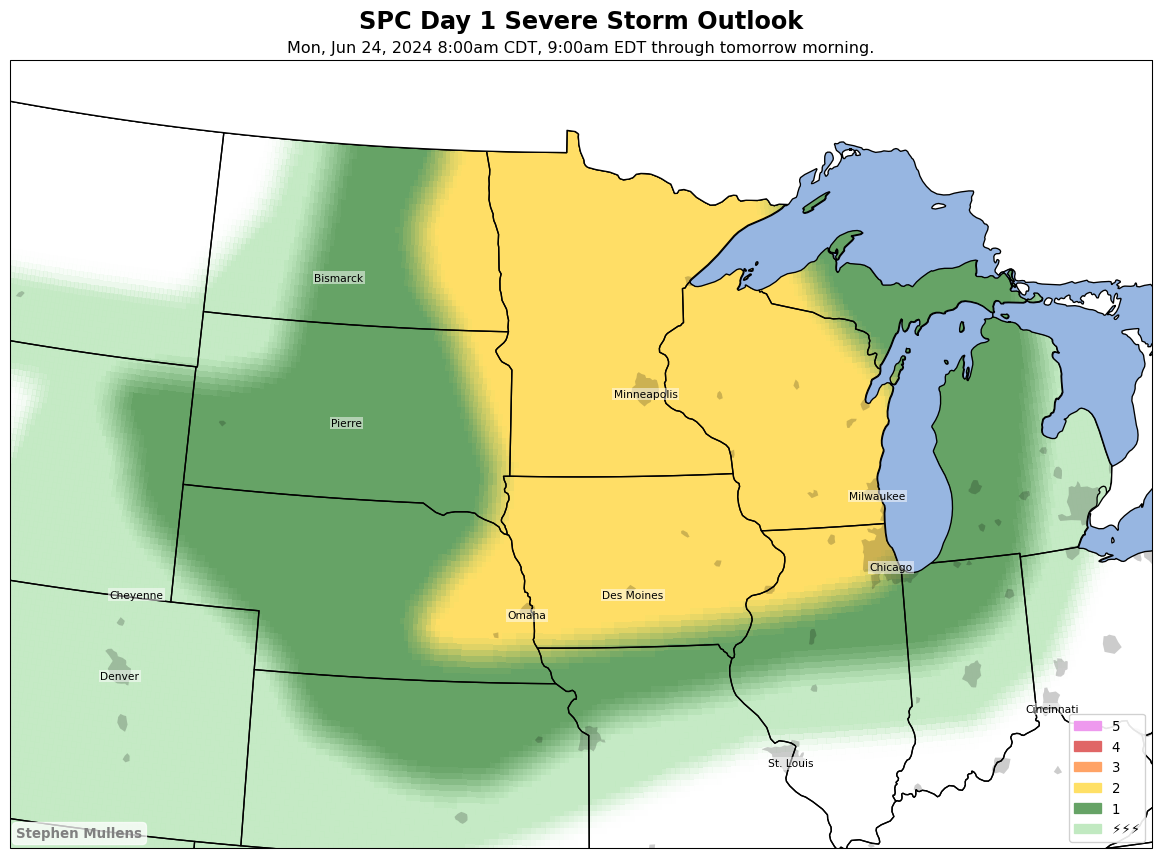 SPC Day 1 Severe Storm Outlook
Mon, Jun 24, 2024 8:00am CDT, 9:00am EDT through tomorrow morning.
Bismarck
Minneapolis
Pierre
Milwaukee
Chicago
Cheyenne
Des Moines
Omaha
Denver
Cincinnati
St. Louis
5
4
3
2
1
⚡⚡⚡
Stephen Mullens